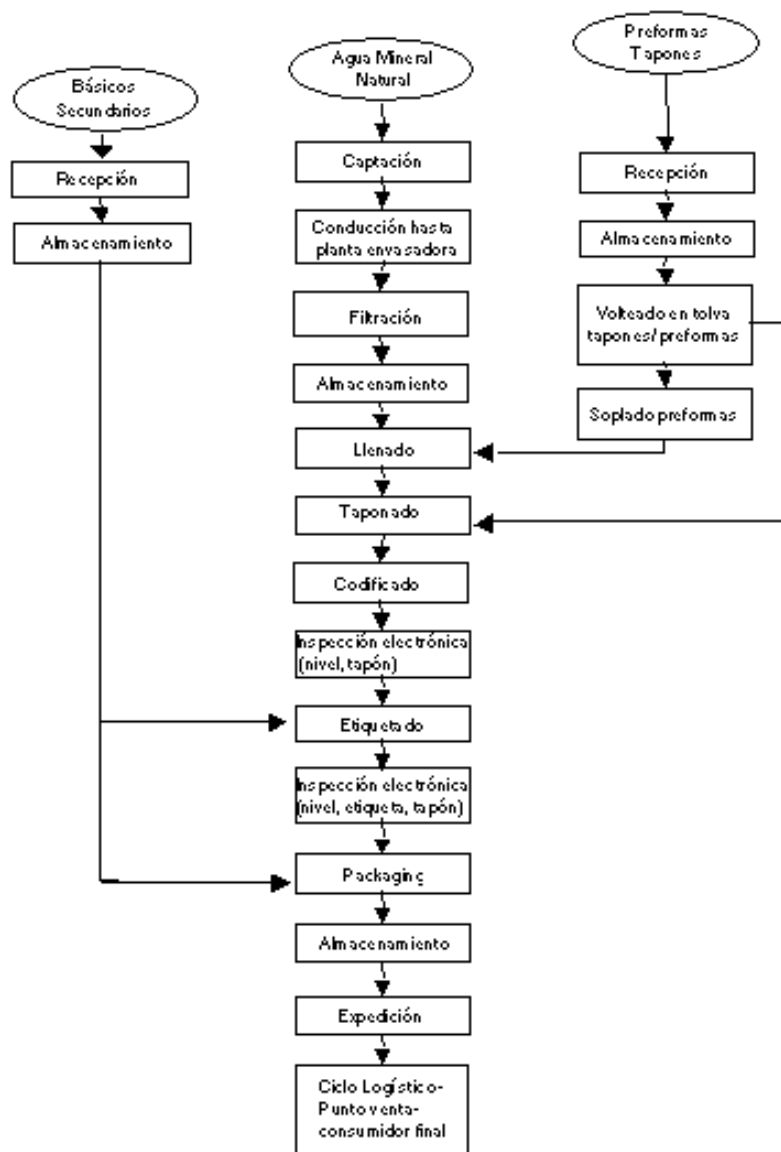 Básicos
Secundarios
Recepción
Almacenamiento
Agua Mineral
Natural
Captación
Conducción hasta
planta envasadora
Filtración
Almacenamiento
Llenado
Taponado
Codificado
Inspección electrónica
(nivel, tapón)
Etiquetado
Inspección electrónica
(nivel, etiqueta, tapón)
Packaging
Almacenamiento
Expedición
Ciclo Logístico-
Punto venta-
consumidor final
Preformas
Tapones
Recepción
Almacenamiento
Volteado en tolva
tapones/preformas
Soplado preformas